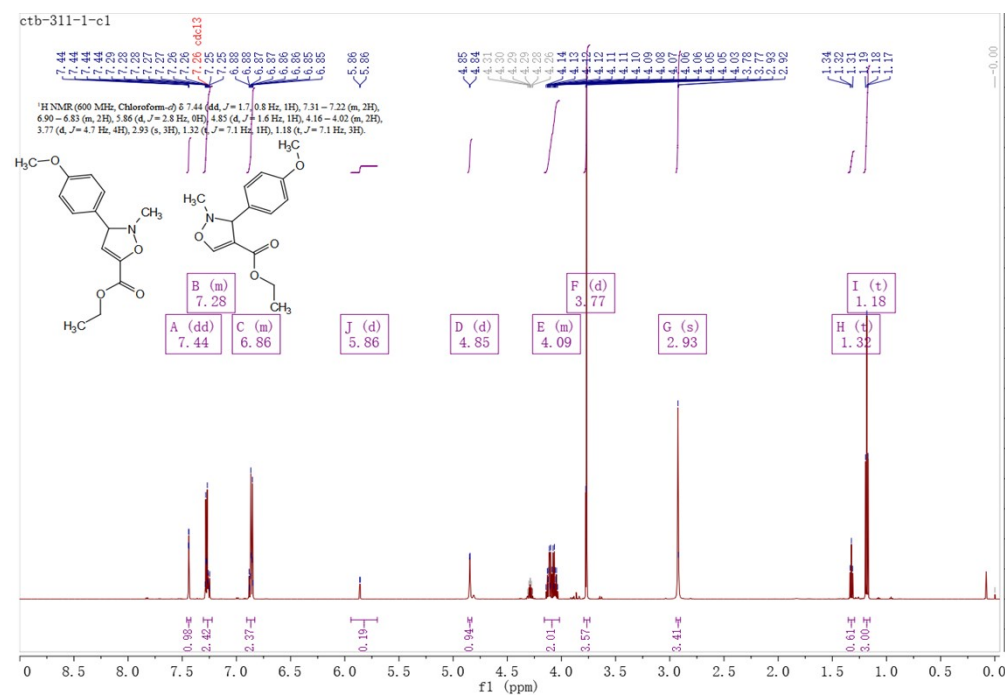 ctb-311-1-c1
7.44
7.44
7.44
7.44
7.29
7.28
7.28
7.27
7.27
7.26
7.26
7.26 cdcl3
7.25
7.25
6.88
6.88
6.87
6.87
6.86
6.86
6.85
6.85
5.86
5.86
4.85
4.84
4.31
4.30
4.29
4.29
4.28
4.26
4.14
4.13
4.12
4.12
4.11
4.11
4.10
4.09
4.08
4.07
4.06
4.06
4.05
4.05
4.03
3.78
3.77
2.93
2.92
1.34
1.32
1.31
1.19
1.18
1.17
-0.00
¹H NMR (600 MHz, Chloroform-d) δ 7.44 (dd, J = 1.7, 0.8 Hz, 1H), 7.31 – 7.22 (m, 2H),
6.90 – 6.83 (m, 2H), 5.86 (d, J = 2.8 Hz, 0H), 4.85 (d, J = 1.6 Hz, 1H), 4.16 – 4.02 (m, 2H),
3.77 (d, J = 4.7 Hz, 4H), 2.93 (s, 3H), 1.32 (t, J = 7.1 Hz, 1H), 1.18 (t, J = 7.1 Hz, 3H).
H₃C O
CH₃
N
O
O
O
H₃C
H₃C
O
H₃C
N
O
O
O
CH₃
B (m)
7.28
F (d)
3.77
I (t)
1.18
A (dd)
7.44
C (m)
6.86
J (d)
5.86
D (d)
4.85
E (m)
4.09
G (s)
2.93
H (t)
1.32
0.98
2.42
2.37
0.19
0.94
2.01
3.57
3.41
0.61
3.00
0 8.5 8.0 7.5 7.0 6.5 6.0 5.5 5.0 4.5 4.0 3.5 3.0 2.5 2.0 1.5 1.0 0.5 0.
f1 (ppm)